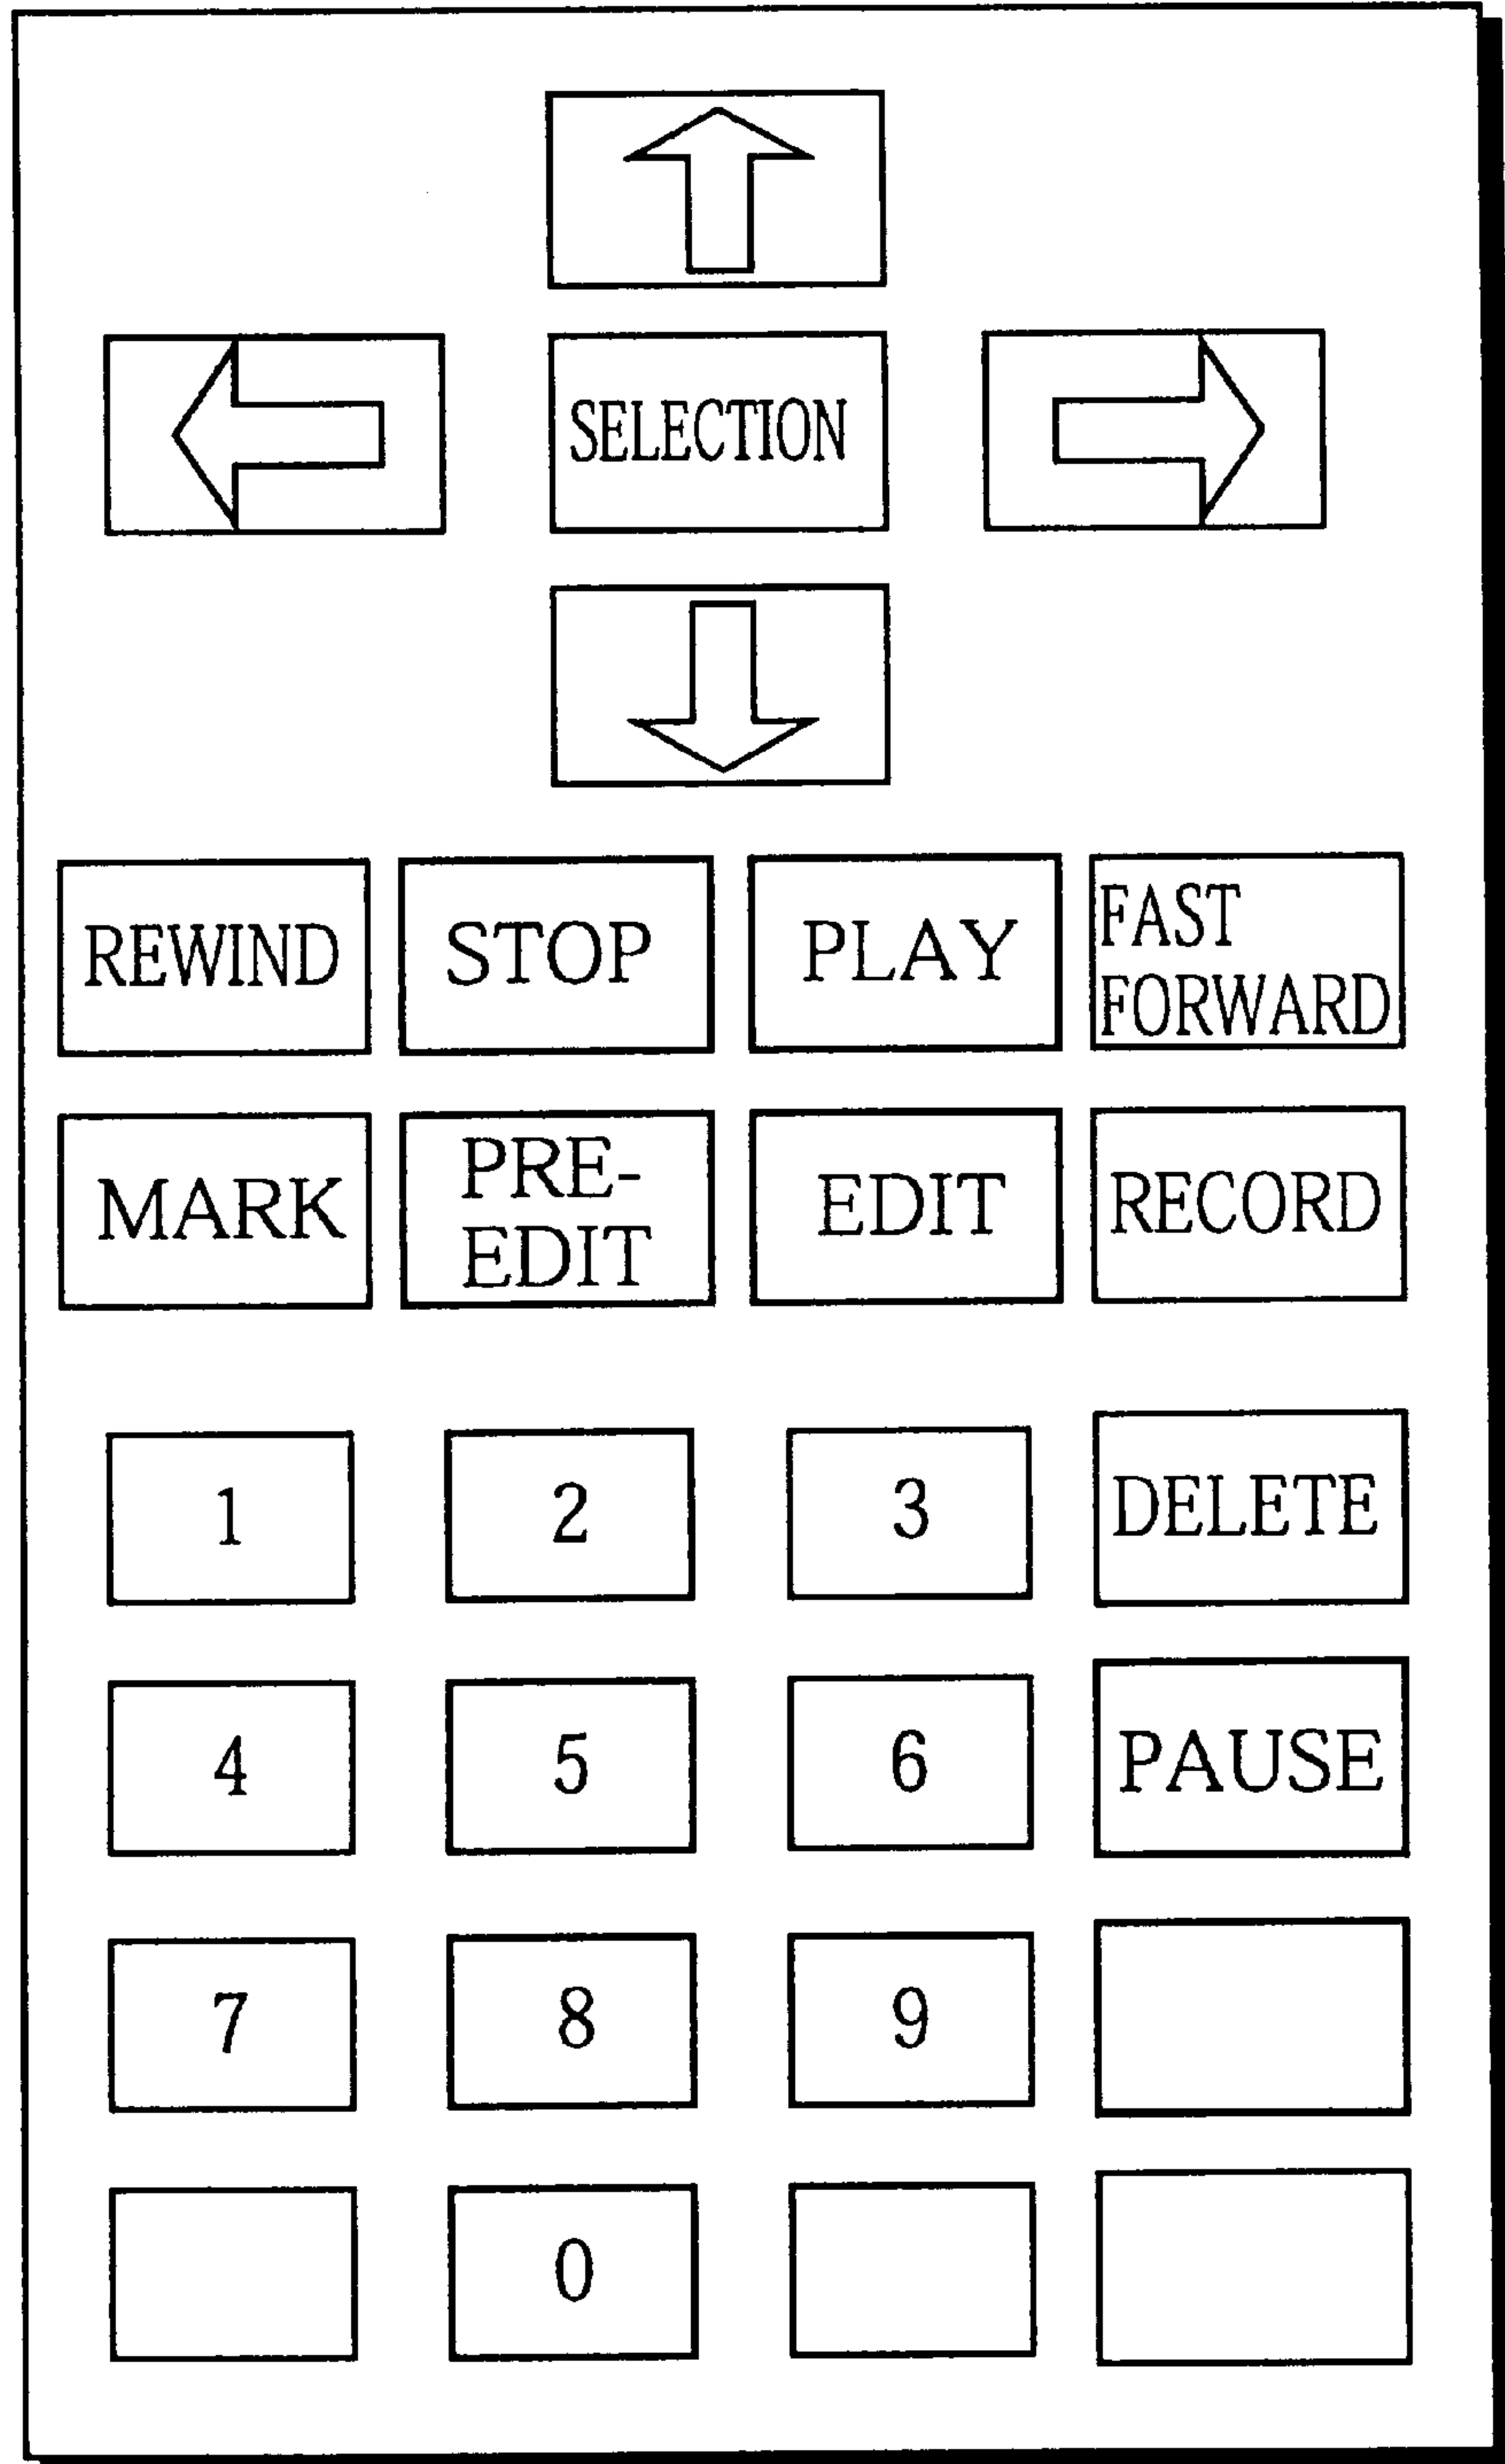 SELECTION
REWIND STOP PLAY FAST FORWARD
MARK PRE-EDIT EDIT RECORD
1 2 3 DELETE
4 5 6 PAUSE
7 8 9
0